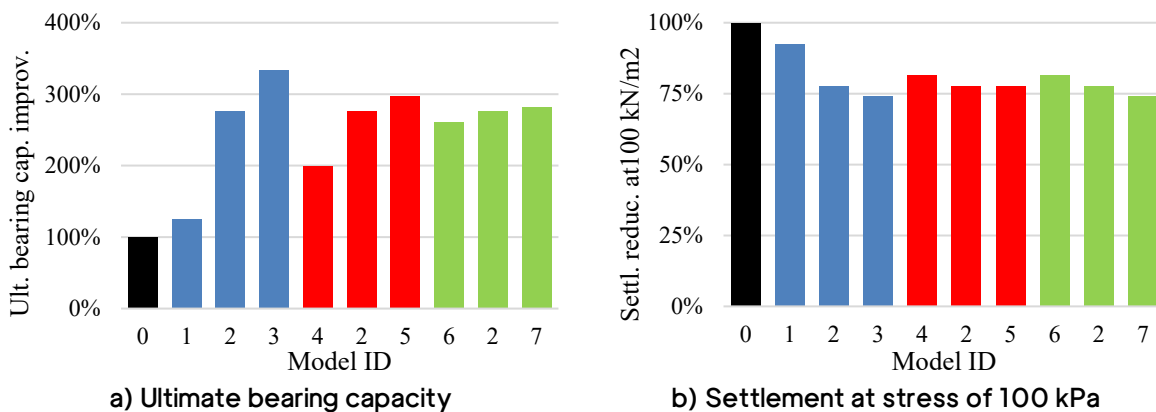 Ult. bearing cap. improv.
400%
300%
200%
100%
0%
0 1 2 3 4 2 5 6 2 7
Model ID
a) Ultimate bearing capacity
Settl. reduc. at100 kN/m2
100%
75%
50%
25%
0%
0 1 2 3 4 2 5 6 2 7
Model ID
b) Settlement at stress of 100 kPa